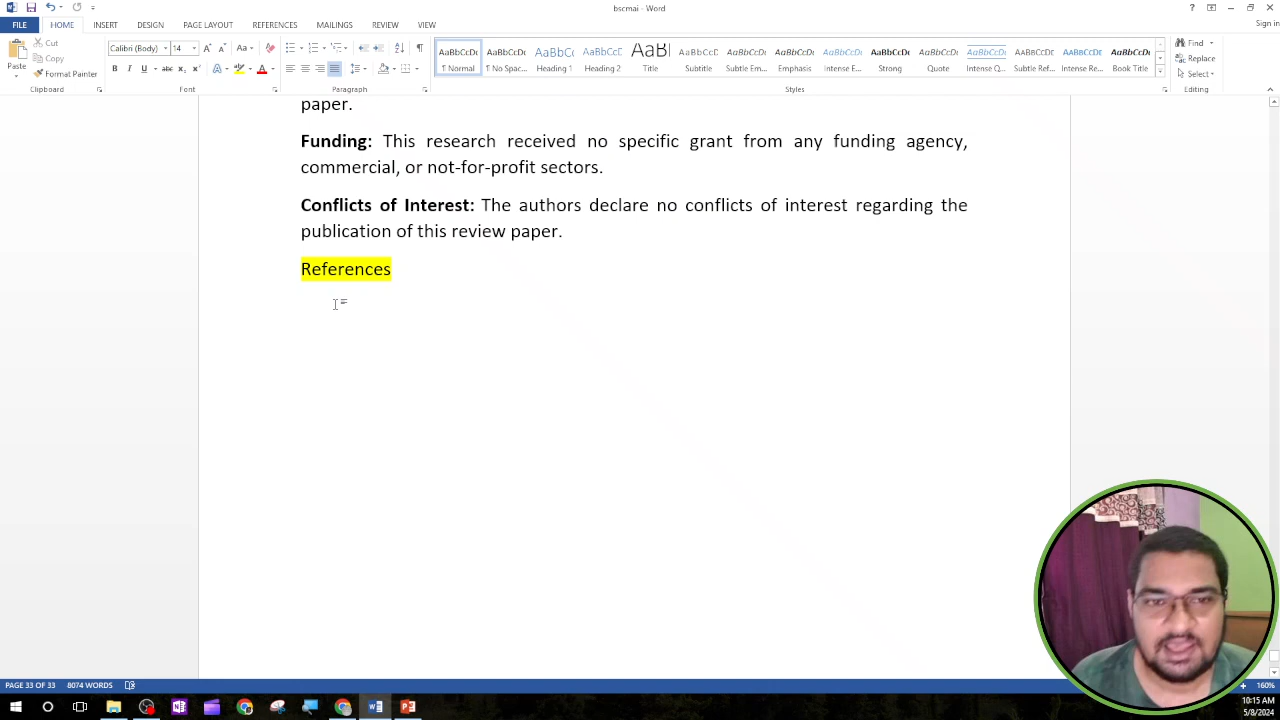 bscmai - Word
FILE HOME INSERT DESIGN PAGE LAYOUT REFERENCES MAILINGS REVIEW VIEW Sign in
Paste Cut Copy Format Painter Clipboard
Calibri (Body) 14 Font
Paragraph
AaBbCcDc ¶ Normal AaBbCcDc ¶ No Spac... AaBbC Heading 1 AaBbCcD Heading 2 Title AaBbCcD Subtitle AaBbCcDc Subtle Em... AaBbCcDc Emphasis AaBbCcDc Intense E... AaBbCcDc Strong AaBbCcDc Quote AaBbCcDc Intense Q... AaBbCcDc Subtle Ref... AaBbCcDc Intense Re... AaBbCcDc Book Title
Styles
Find Replace Select Editing
paper.
Funding: This research received no specific grant from any funding agency,
commercial, or not-for-profit sectors.
Conflicts of Interest: The authors declare no conflicts of interest regarding the
publication of this review paper.
References
PAGE 33 OF 33 8074 WORDS 160%
10:15 AM
5/8/2024